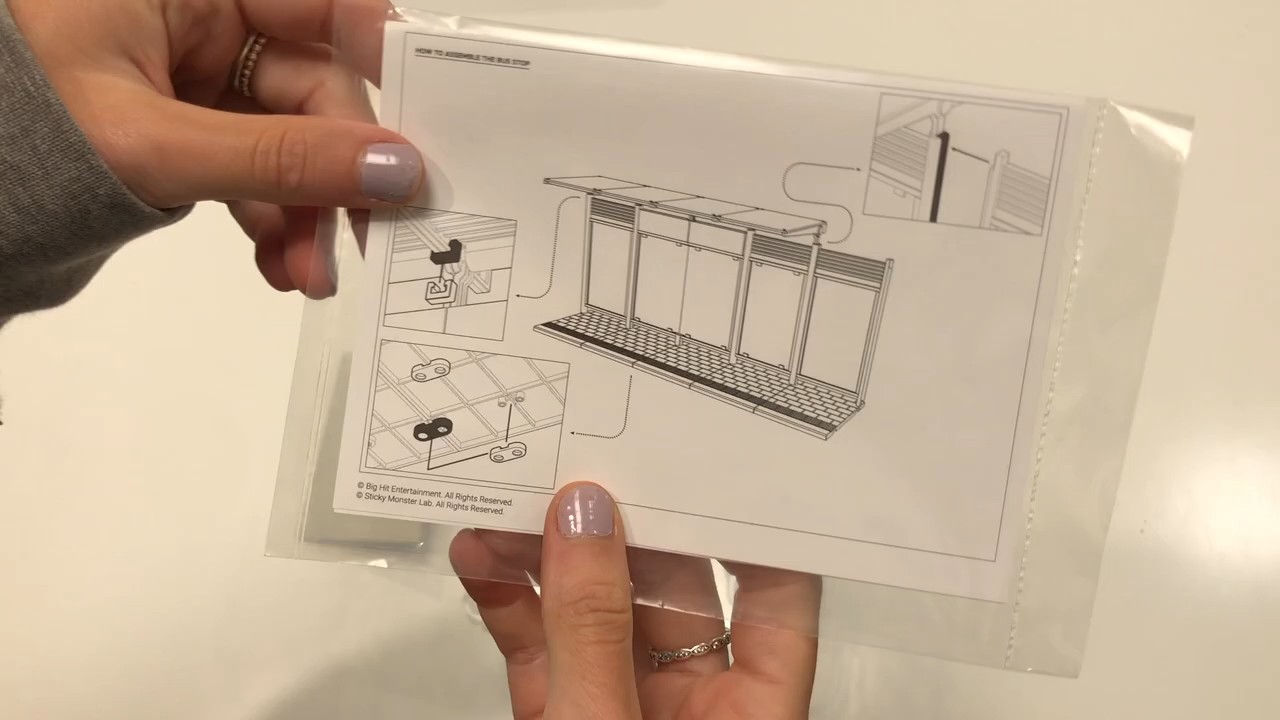 HOW TO ASSEMBLE THE BUS STOP
© Big Hit Entertainment. All Rights Reserved.
© Sticky Monster Lab. All Rights Reserved.